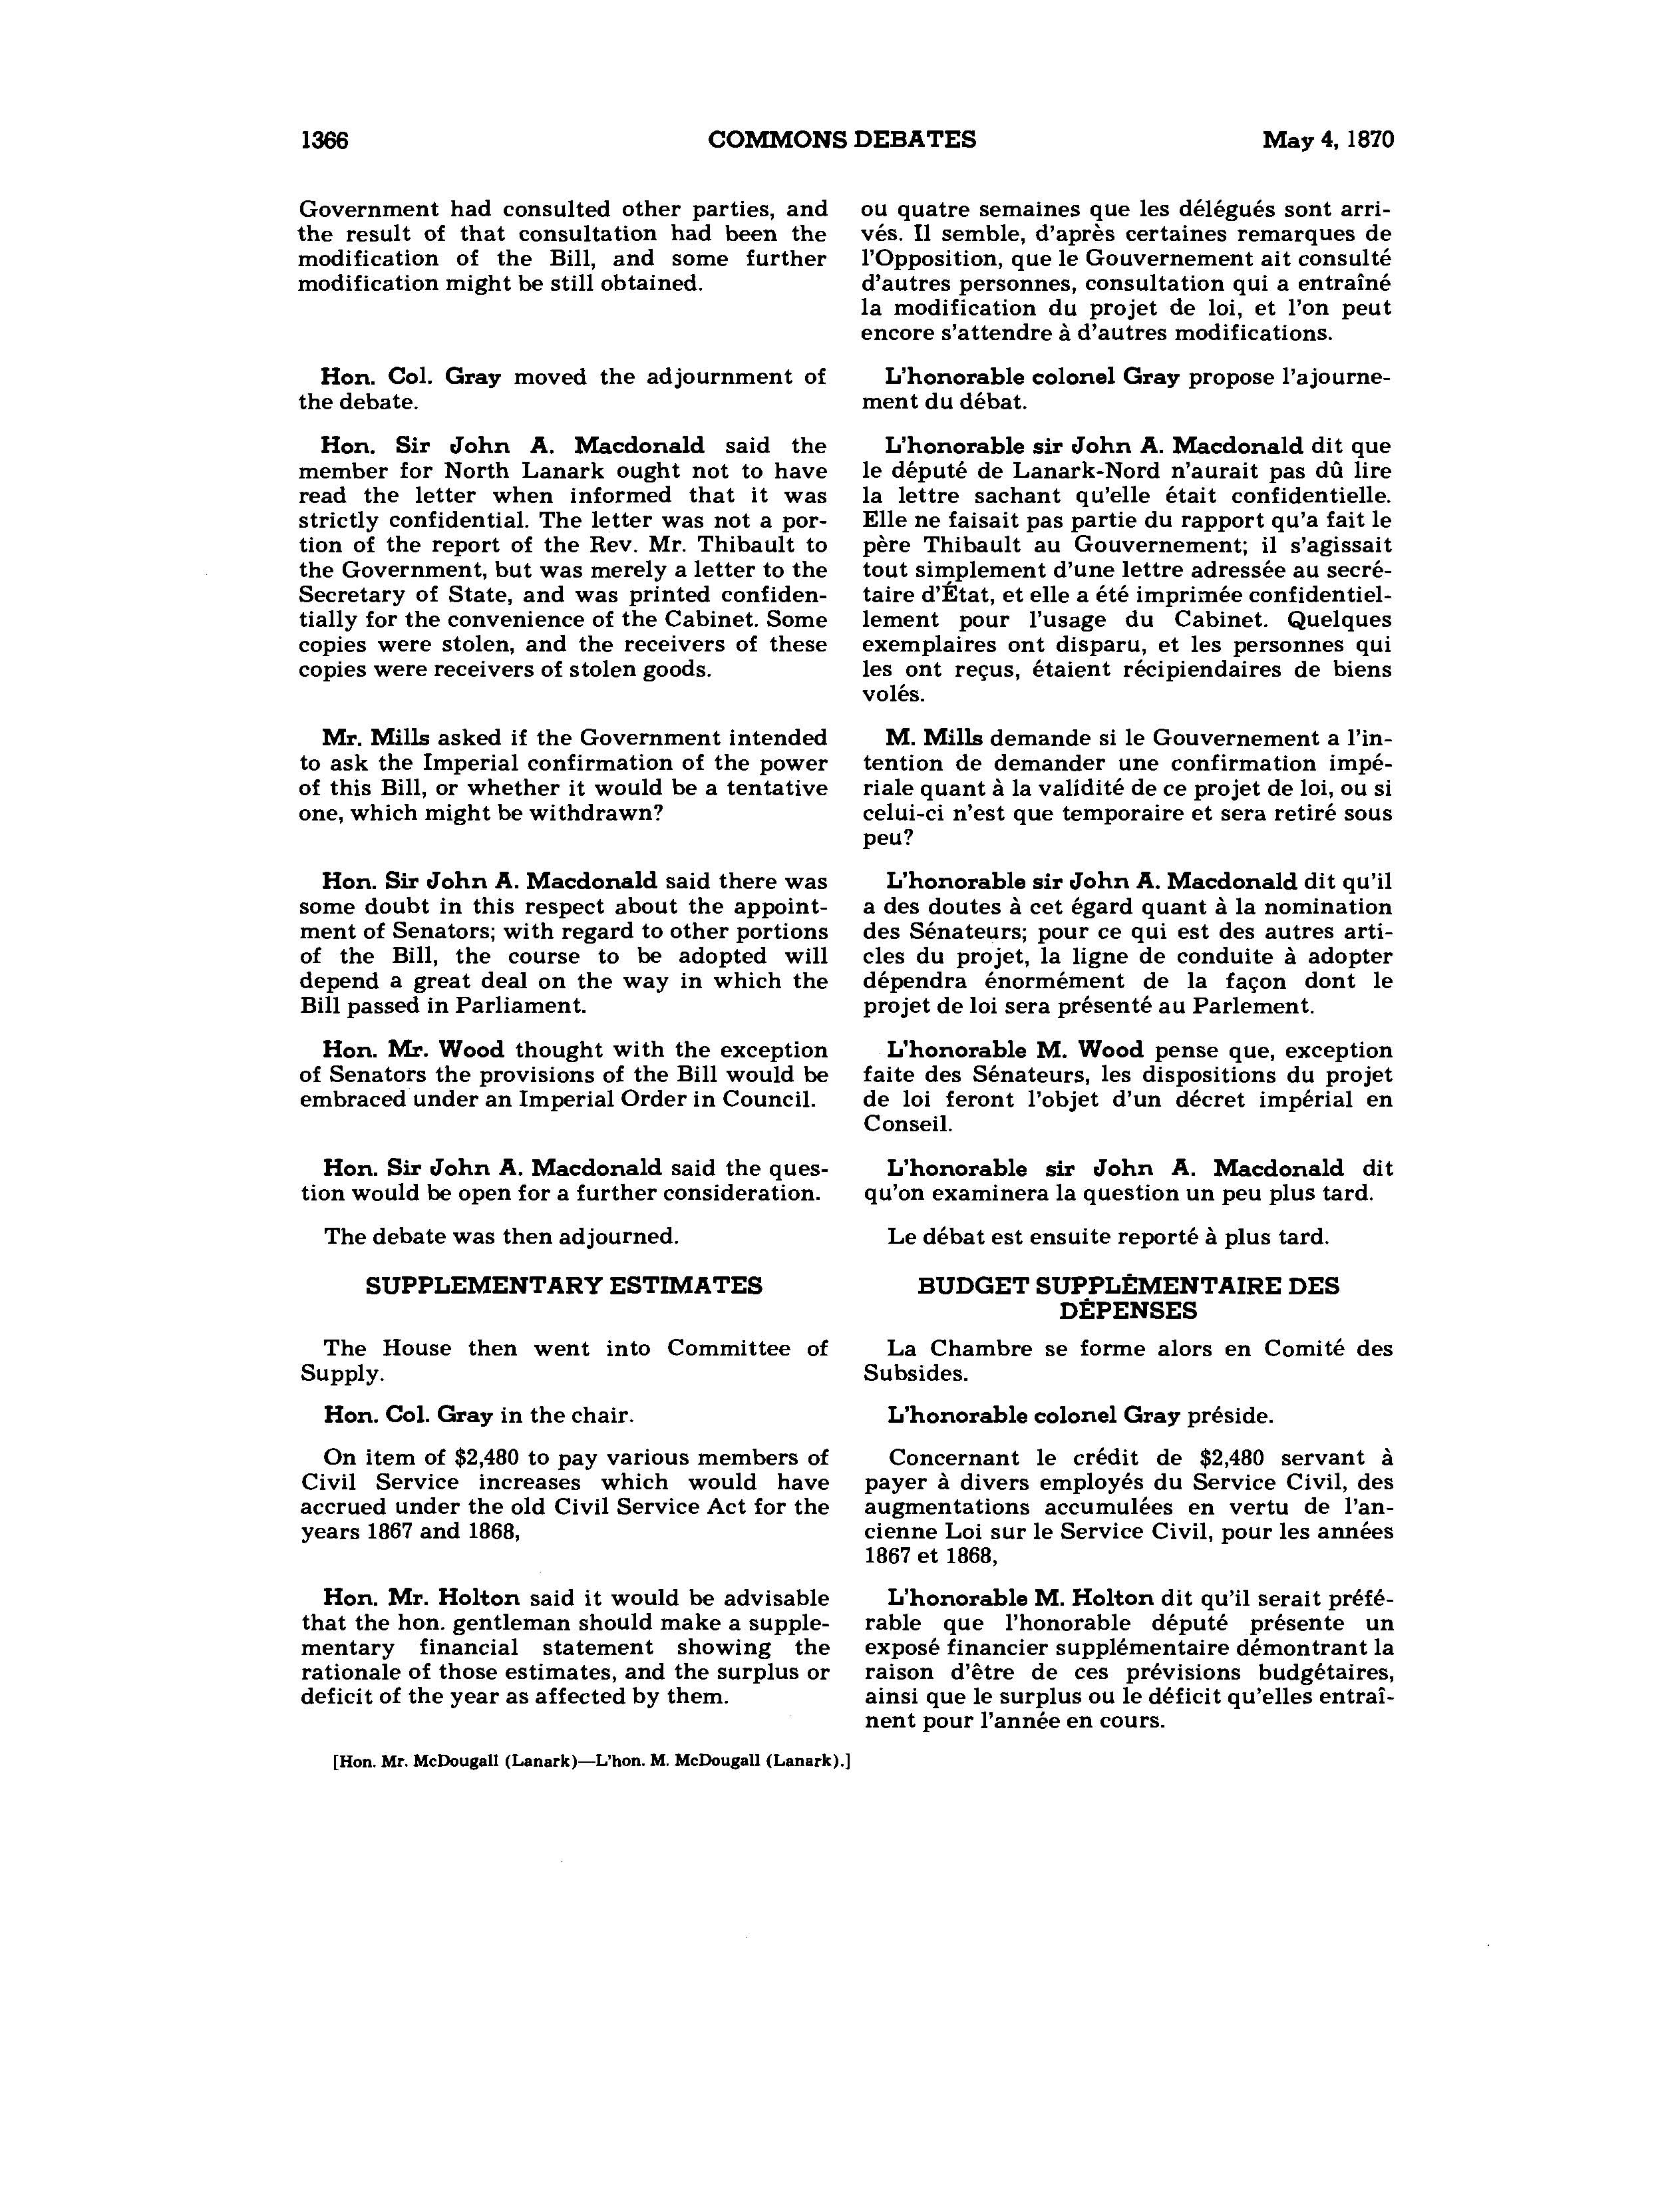 1366
COMMONS DEBATES
May 4, 1870
Government had consulted other parties, and
the result of that consultation had been the
modification of the Bill, and some further
modification might be still obtained.
Hon. Col. Gray moved the adjournment of
the debate.
Hon. Sir John A. Macdonald said the
member for North Lanark ought not to have
read the letter when informed that it was
strictly confidential. The letter was not a por-
tion of the report of the Rev. Mr. Thibault to
the Government, but was merely a letter to the
Secretary of State, and was printed confiden-
tially for the convenience of the Cabinet. Some
copies were stolen, and the receivers of these
copies were receivers of stolen goods.
Mr. Mills asked if the Government intended
to ask the Imperial confirmation of the power
of this Bill, or whether it would be a tentative
one, which might be withdrawn?
Hon. Sir John A. Macdonald said there was
some doubt in this respect about the appoint-
ment of Senators; with regard to other portions
of the Bill, the course to be adopted will
depend a great deal on the way in which the
Bill passed in Parliament.
Hon. Mr. Wood thought with the exception
of Senators the provisions of the Bill would be
embraced under an Imperial Order in Council.
Hon. Sir John A. Macdonald said the ques-
tion would be open for a further consideration.
The debate was then adjourned.
SUPPLEMENTARY ESTIMATES
The House then went into Committee of
Supply.
Hon. Col. Gray in the chair.
On item of $2,480 to pay various members of
Civil Service increases which would have
accrued under the old Civil Service Act for the
years 1867 and 1868,
Hon. Mr. Holton said it would be advisable
that the hon. gentleman should make a supple-
mentary financial statement showing the
rationale of those estimates, and the surplus or
deficit of the year as affected by them.
ou quatre semaines que les délégués sont arri-
vés. Il semble, d'après certaines remarques de
l'Opposition, que le Gouvernement ait consulté
d'autres personnes, consultation qui a entraîné
la modification du projet de loi, et l'on peut
encore s'attendre à d'autres modifications.
L'honorable colonel Gray propose l'ajourne-
ment du débat.
L'honorable sir John A. Macdonald dit que
le député de Lanark-Nord n'aurait pas dû lire
la lettre sachant qu'elle était confidentielle.
Elle ne faisait pas partie du rapport qu'a fait le
père Thibault au Gouvernement; il s'agissait
tout simplement d'une lettre adressée au secré-
taire d'État, et elle a été imprimée confidentiel-
lement pour l'usage du Cabinet. Quelques
exemplaires ont disparu, et les personnes qui
les ont reçus, étaient récipiendaires de biens
volés.
M. Mills demande si le Gouvernement a l'in-
tention de demander une confirmation impé-
riale quant à la validité de ce projet de loi, ou si
celui-ci n'est que temporaire et sera retiré sous
peu?
L'honorable sir John A. Macdonald dit qu'il
a des doutes à cet égard quant à la nomination
des Sénateurs; pour ce qui est des autres arti-
cles du projet, la ligne de conduite à adopter
dépendra énormément de la façon dont le
projet de loi sera présenté au Parlement.
L'honorable M. Wood pense que, exception
faite des Sénateurs, les dispositions du projet
de loi feront l'objet d'un décret impérial en
Conseil.
L'honorable sir John A. Macdonald dit
qu'on examinera la question un peu plus tard.
Le débat est ensuite reporté à plus tard.
BUDGET SUPPLÉMENTAIRE DES
DÉPENSES
La Chambre se forme alors en Comité des
Subsides.
L'honorable colonel Gray préside.
Concernant le crédit de $2,480 servant à
payer à divers employés du Service Civil, des
augmentations accumulées en vertu de l'an-
cienne Loi sur le Service Civil, pour les années
1867 et 1868,
L'honorable M. Holton dit qu'il serait préfé-
rable que l'honorable député présente un
exposé financier supplémentaire démontrant la
raison d'être de ces prévisions budgétaires,
ainsi que le surplus ou le déficit qu'elles entraî-
nent pour l'année en cours.
[Hon. Mr. McDougall (Lanark)—L'hon. M. McDougall (Lanark).]